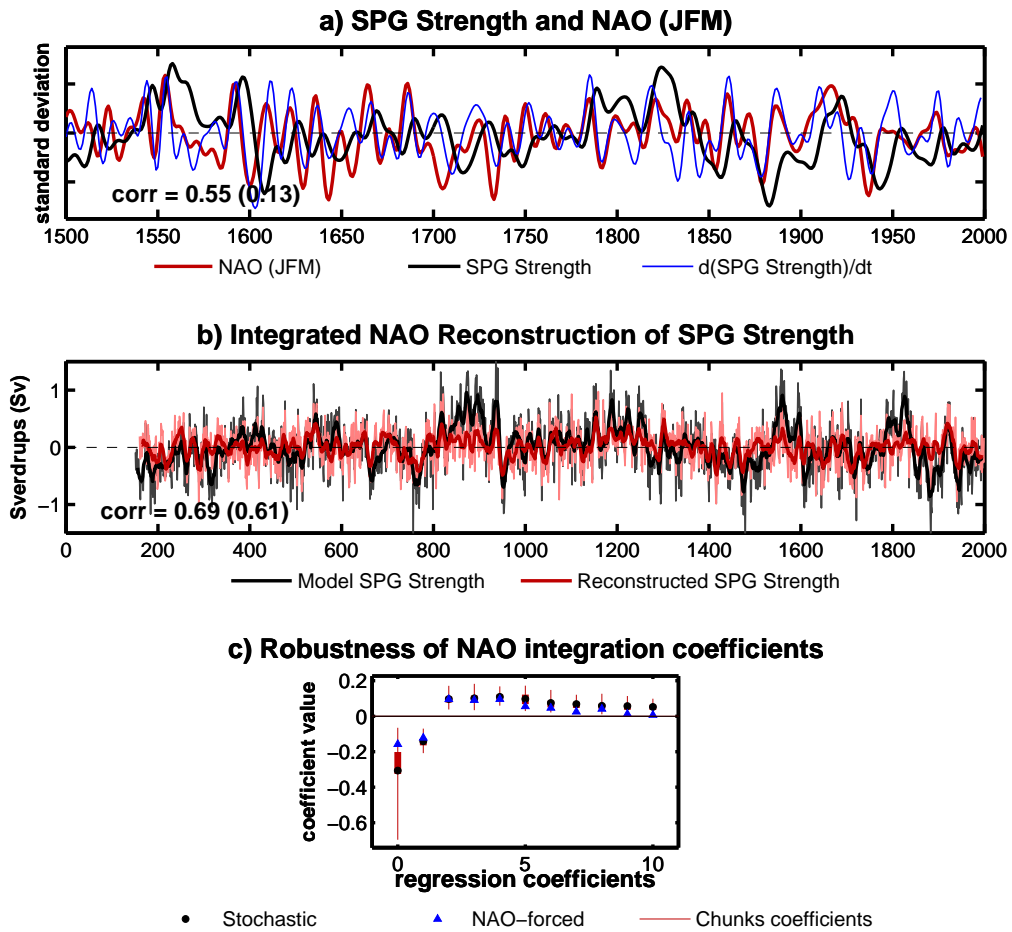 a) SPG Strength and NAO (JFM)
standard deviation
corr = 0.55 (0.13)
1500 1550 1600 1650 1700 1750 1800 1850 1900 1950 2000
NAO (JFM) SPG Strength d(SPG Strength)/dt
b) Integrated NAO Reconstruction of SPG Strength
Sverdrups (Sv)
1
0
−1
corr = 0.69 (0.61)
0 200 400 600 800 1000 1200 1400 1600 1800 2000
Model SPG Strength Reconstructed SPG Strength
c) Robustness of NAO integration coefficients
coefficient value
0.2
0
−0.2
−0.4
−0.6
0 5 10
regression coefficients
Stochastic NAO−forced Chunks coefficients